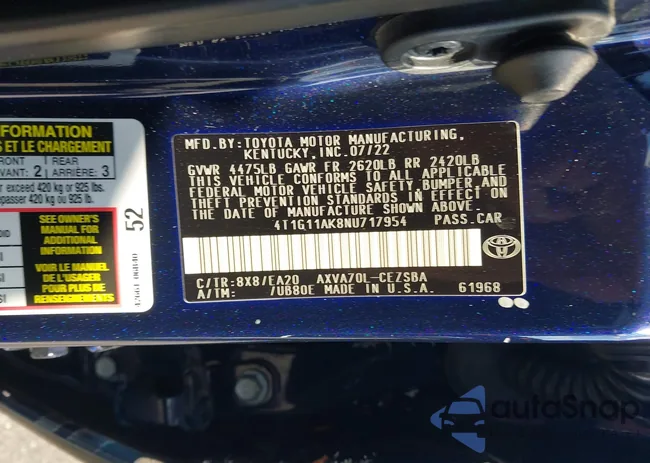 NFORMATION
S ET LE CHARGEMENT
FRONT 2 REAR 3
AVANT ARRIÈRE
er exceed 420 kg or 925 lbs.
epasser 420 kg ou 925 lb.
SEE OWNER'S
MANUAL FOR
ADDITIONAL
INFORMATION
VOIR LE MANUEL
DE L'USAGER
POUR PLUS DE
RENSEIGNEMENTS
52
MFD.BY:TOYOTA MOTOR MANUFACTURING,
KENTUCKY,INC.07/22
GVWR 4475LB GAWR FR 2620LB RR 2420LB
THIS VEHICLE CONFORMS TO ALL APPLICABLE
FEDERAL MOTOR VEHICLE SAFETY,BUMPER,AND
THEFT PREVENTION STANDARDS IN EFFECT ON
THE DATE OF MANUFACTURE SHOWN ABOVE.
4T1G11AK8NU717954 PASS.CAR
C/TR:8X8/EA20 AXVA70L-CEZSBA
A/TM: /UB80E MADE IN U.S.A. 61968
autoSnap